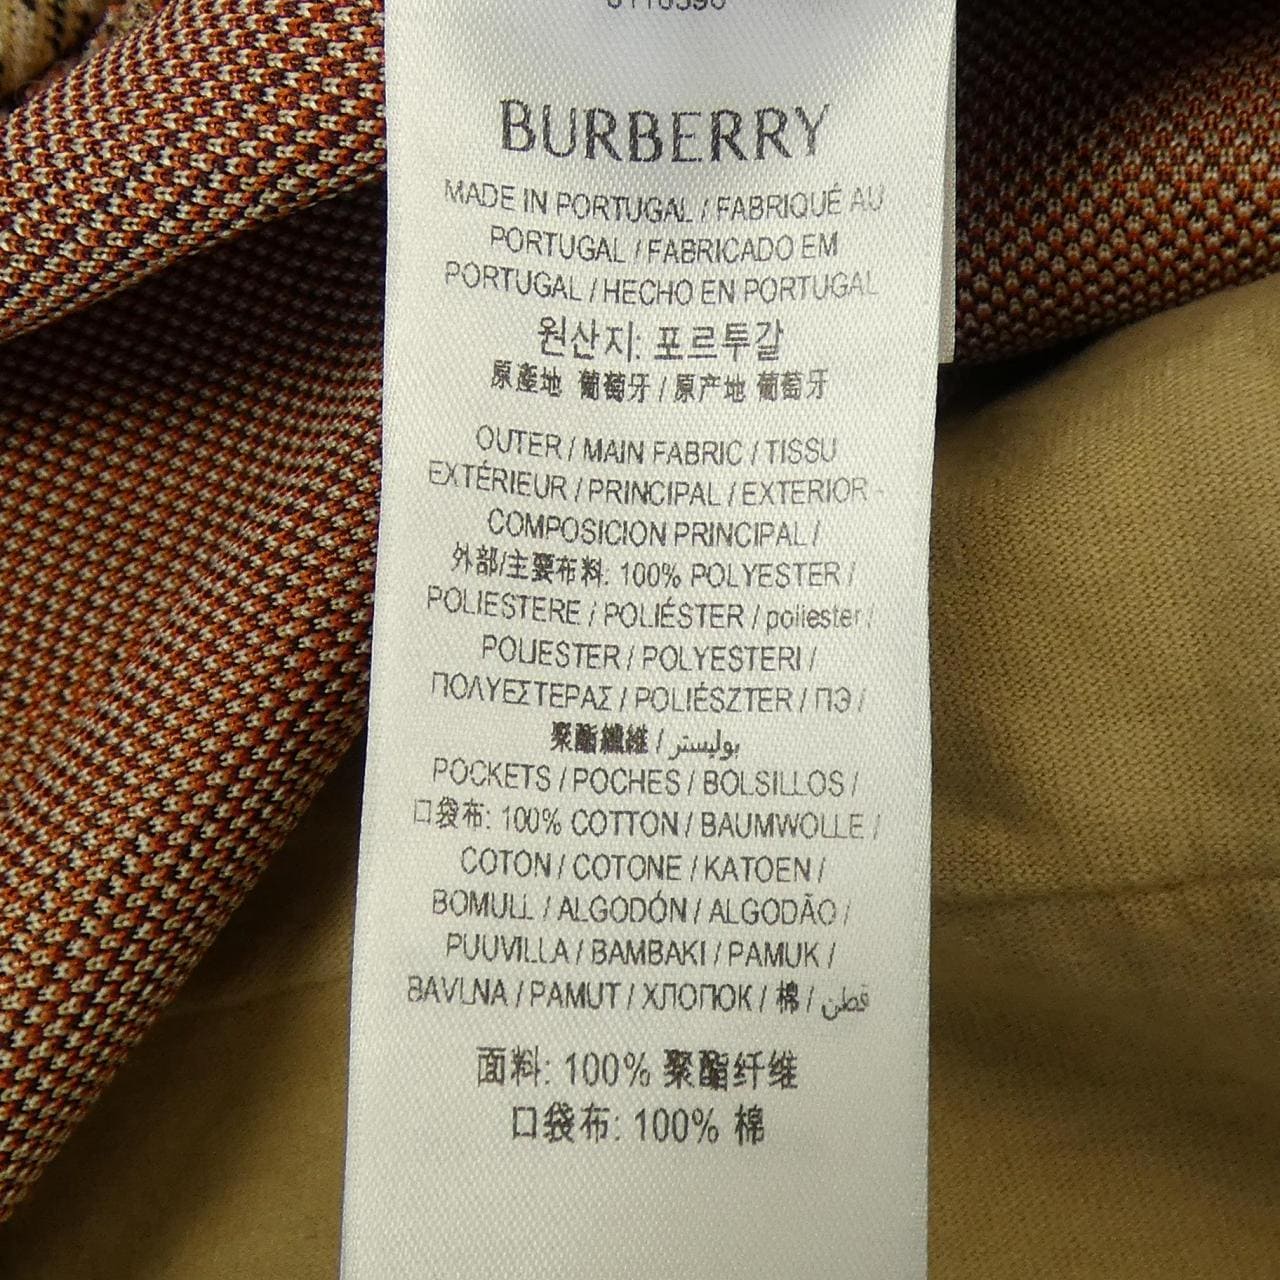 BURBERRY
MADE IN PORTUGAL / FABRIQUÉ AU
PORTUGAL / FABRICADO EM
PORTUGAL / HECHO EN PORTUGAL
원산지: 포르투갈
原產地 葡萄牙 / 原产地 葡萄牙
OUTER / MAIN FABRIC / TISSU
EXTÉRIEUR / PRINCIPAL / EXTERIOR -
COMPOSICION PRINCIPAL /
外部/主要布料: 100% POLYESTER /
POLIESTERE / POLIÉSTER / poliester /
POLIESTER / POLYESTERI /
ΠΟΛΥΕΣΤΕΡΑΣ / POLIÉSZTER / ПЭ /
聚酯纖維 / بوليستر
POCKETS / POCHES / BOLSILLOS /
口袋布: 100% COTTON / BAUMWOLLE /
COTON / COTONE / KATOEN /
BOMULL / ALGODÓN / ALGODÃO /
PUUVILLA / BAMBAKI / PAMUK /
BAVLNA / PAMUT / ХЛОПОК / 棉 / قطن
面料: 100% 聚酯纤维
口袋布: 100% 棉